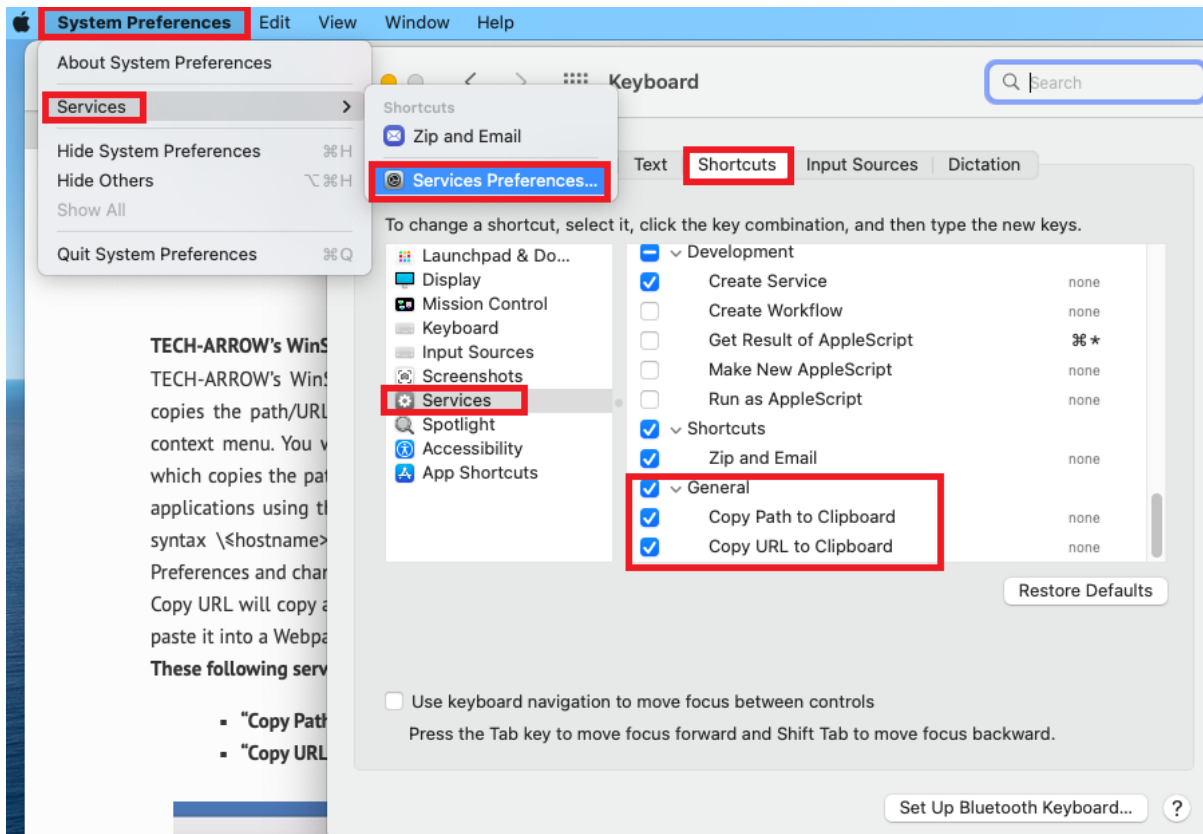 System Preferences Edit View Window Help
About System Preferences
Services >
Hide System Preferences ⌘H
Hide Others ⌥⌘H
Show All
Quit System Preferences ⌘Q
Shortcuts
Zip and Email
Services Preferences...
Keyboard
Search
Text Shortcuts Input Sources Dictation
To change a shortcut, select it, click the key combination, and then type the new keys.
Launchpad & Do...
Display
Mission Control
Keyboard
Input Sources
Screenshots
Services
Spotlight
Accessibility
App Shortcuts
Development
Create Service none
Create Workflow none
Get Result of AppleScript ⌘*
Make New AppleScript none
Run as AppleScript none
Shortcuts
Zip and Email none
General
Copy Path to Clipboard none
Copy URL to Clipboard none
Restore Defaults
Use keyboard navigation to move focus between controls
Press the Tab key to move focus forward and Shift Tab to move focus backward.
Set Up Bluetooth Keyboard... ?
TECH-ARROW's
TECH-ARROW's
copies the path/URL
context menu. You
which copies the
applications using
syntax \<hostname>
Preferences and
Copy URL will copy
paste it into a
These following
▪ “Copy
▪ “Copy URL